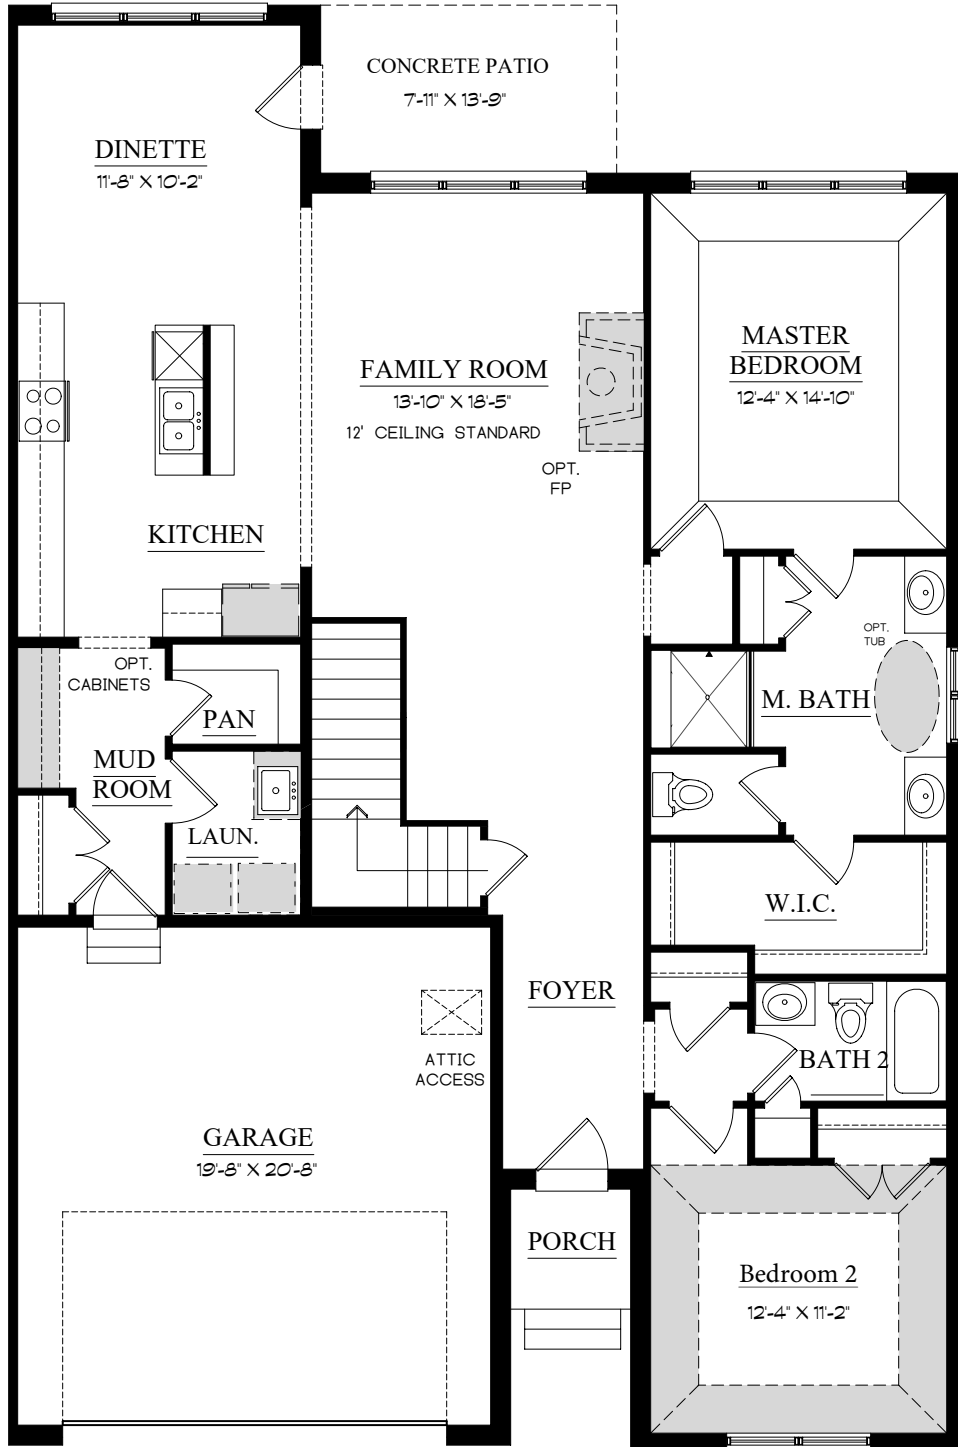 CONCRETE PATIO
7'-11" X 13'-9"
DINETTE
11'-8" X 10'-2"
MASTER
BEDROOM
12'-4" X 14'-10"
FAMILY ROOM
13'-10" X 18'-5"
12' CEILING STANDARD
OPT.
FP
KITCHEN
OPT.
TUB
OPT.
CABINETS
M. BATH
PAN
MUD
ROOM
LAUN.
W.I.C.
FOYER
BATH 2
ATTIC
ACCESS
GARAGE
19'-8" X 20'-8"
PORCH
Bedroom 2
12'-4" X 11'-2"